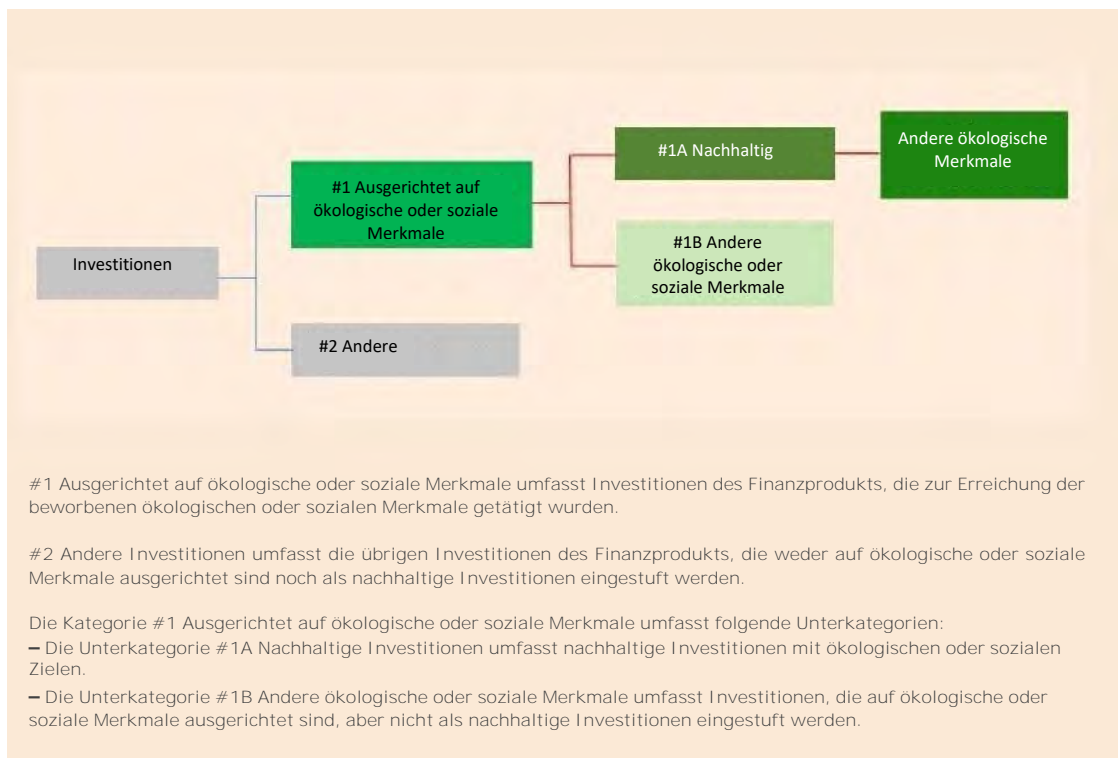 Investitionen
#1 Ausgerichtet auf
ökologische oder soziale
Merkmale
#2 Andere
#1A Nachhaltig
#1B Andere
ökologische oder
soziale Merkmale
Andere ökologische
Merkmale
#1 Ausgerichtet auf ökologische oder soziale Merkmale umfasst Investitionen des Finanzprodukts, die zur Erreichung der
beworbenen ökologischen oder sozialen Merkmale getätigt wurden.
#2 Andere Investitionen umfasst die übrigen Investitionen des Finanzprodukts, die weder auf ökologische oder soziale
Merkmale ausgerichtet sind noch als nachhaltige Investitionen eingestuft werden.
Die Kategorie #1 Ausgerichtet auf ökologische oder soziale Merkmale umfasst folgende Unterkategorien:
– Die Unterkategorie #1A Nachhaltige Investitionen umfasst nachhaltige Investitionen mit ökologischen oder sozialen
Zielen.
– Die Unterkategorie #1B Andere ökologische oder soziale Merkmale umfasst Investitionen, die auf ökologische oder
soziale Merkmale ausgerichtet sind, aber nicht als nachhaltige Investitionen eingestuft werden.